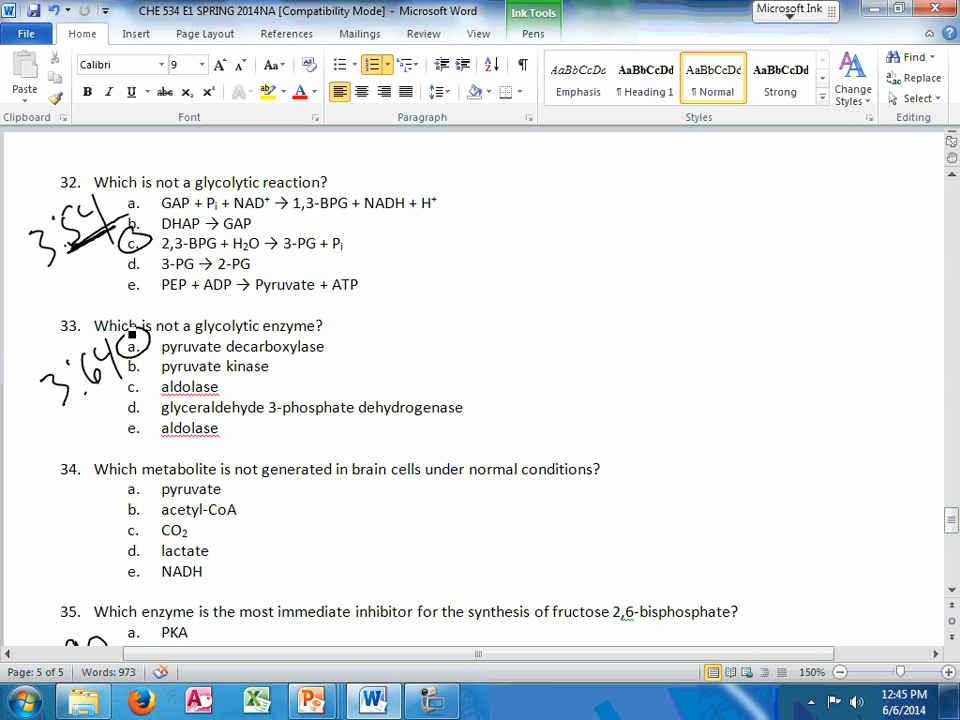 CHE 534 E1 SPRING 2014NA [Compatibility Mode] - Microsoft Word
Ink Tools
Microsoft Ink
File Home Insert Page Layout References Mailings Review View Pens
Paste
Calibri 9
AaBbCcDc AaBbCcD AaBbCcDc AaBbCcD
Emphasis ¶ Heading 1 ¶ Normal Strong
Change Styles
Find
Replace
Select
Clipboard Font Paragraph Styles Editing
32. Which is not a glycolytic reaction?
a. GAP + Pi + NAD⁺ → 1,3-BPG + NADH + H⁺
b. DHAP → GAP
c. 2,3-BPG + H₂O → 3-PG + Pi
d. 3-PG → 2-PG
e. PEP + ADP → Pyruvate + ATP
3.54
33. Which is not a glycolytic enzyme?
a. pyruvate decarboxylase
b. pyruvate kinase
c. aldolase
d. glyceraldehyde 3-phosphate dehydrogenase
e. aldolase
3.64
34. Which metabolite is not generated in brain cells under normal conditions?
a. pyruvate
b. acetyl-CoA
c. CO₂
d. lactate
e. NADH
35. Which enzyme is the most immediate inhibitor for the synthesis of fructose 2,6-bisphosphate?
a. PKA
Page: 5 of 5 Words: 973 150%
12:45 PM
6/6/2014